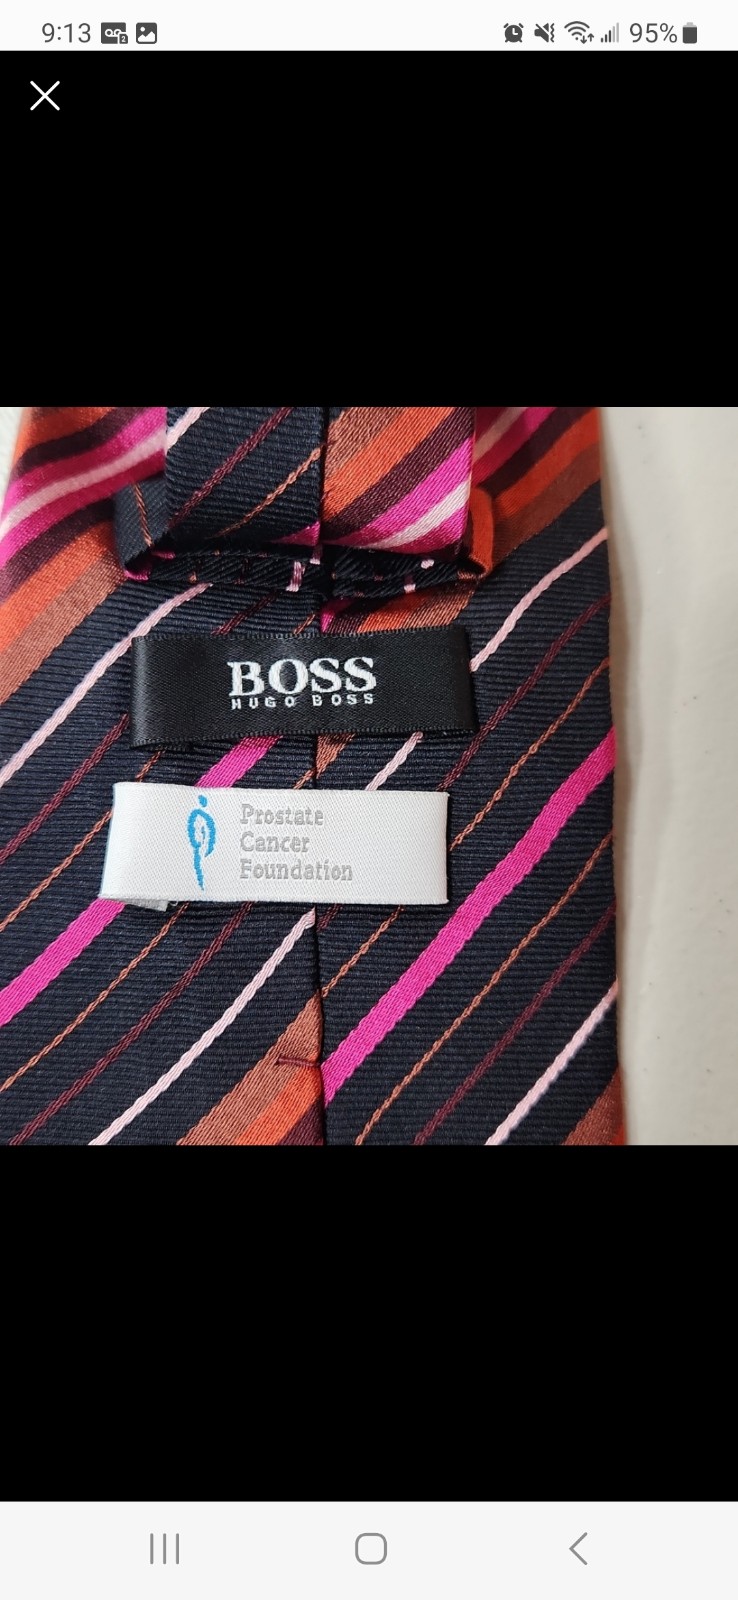 9:13
95%
BOSS
HUGO BOSS
Prostate
Cancer
Foundation